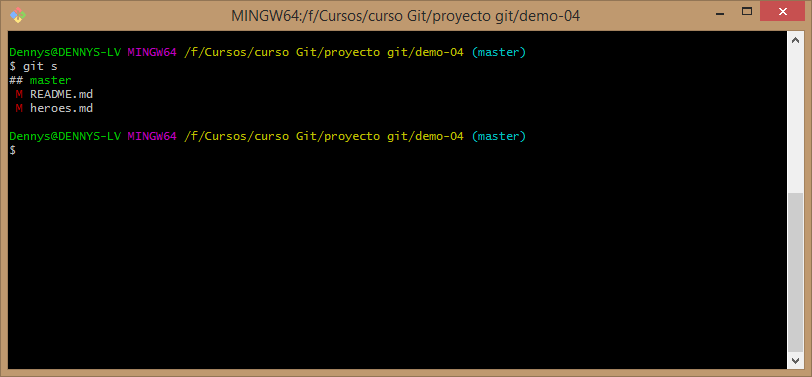 MINGW64:/f/Cursos/curso Git/proyecto git/demo-04
Dennys@DENNYS-LV MINGW64 /f/Cursos/curso Git/proyecto git/demo-04 (master)
$ git s
## master
 M README.md
 M heroes.md
Dennys@DENNYS-LV MINGW64 /f/Cursos/curso Git/proyecto git/demo-04 (master)
$